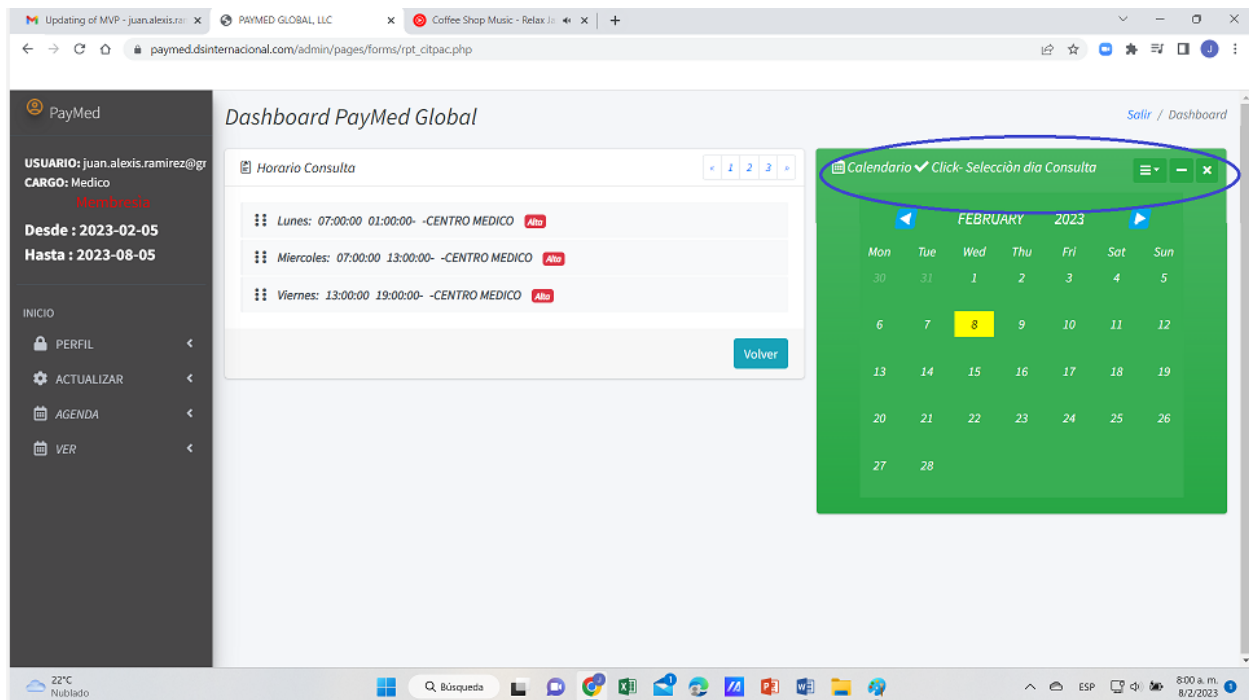 Updating of MVP - juan.alexis.rar
PAYMED GLOBAL, LLC
Coffee Shop Music - Relax Ja
paymed.dsinternacional.com/admin/pages/forms/rpt_citpac.php
J
PayMed
Dashboard PayMed Global
Salir / Dashboard
USUARIO: juan.alexis.ramirez@gr
CARGO: Medico
Membresia
Desde : 2023-02-05
Hasta : 2023-08-05
INICIO
PERFIL
ACTUALIZAR
AGENDA
VER
Horario Consulta
« 1 2 3 »
Lunes: 07:00:00 01:00:00- -CENTRO MEDICO Alta
Miercoles: 07:00:00 13:00:00- -CENTRO MEDICO Alta
Viernes: 13:00:00 19:00:00- -CENTRO MEDICO Alta
Volver
Calendario Click- Selecciòn dia Consulta
FEBRUARY 2023
Mon Tue Wed Thu Fri Sat Sun
30 31 1 2 3 4 5
6 7 8 9 10 11 12
13 14 15 16 17 18 19
20 21 22 23 24 25 26
27 28
22°C
Nublado
Búsqueda
ESP
8:00 a. m.
8/2/2023
1